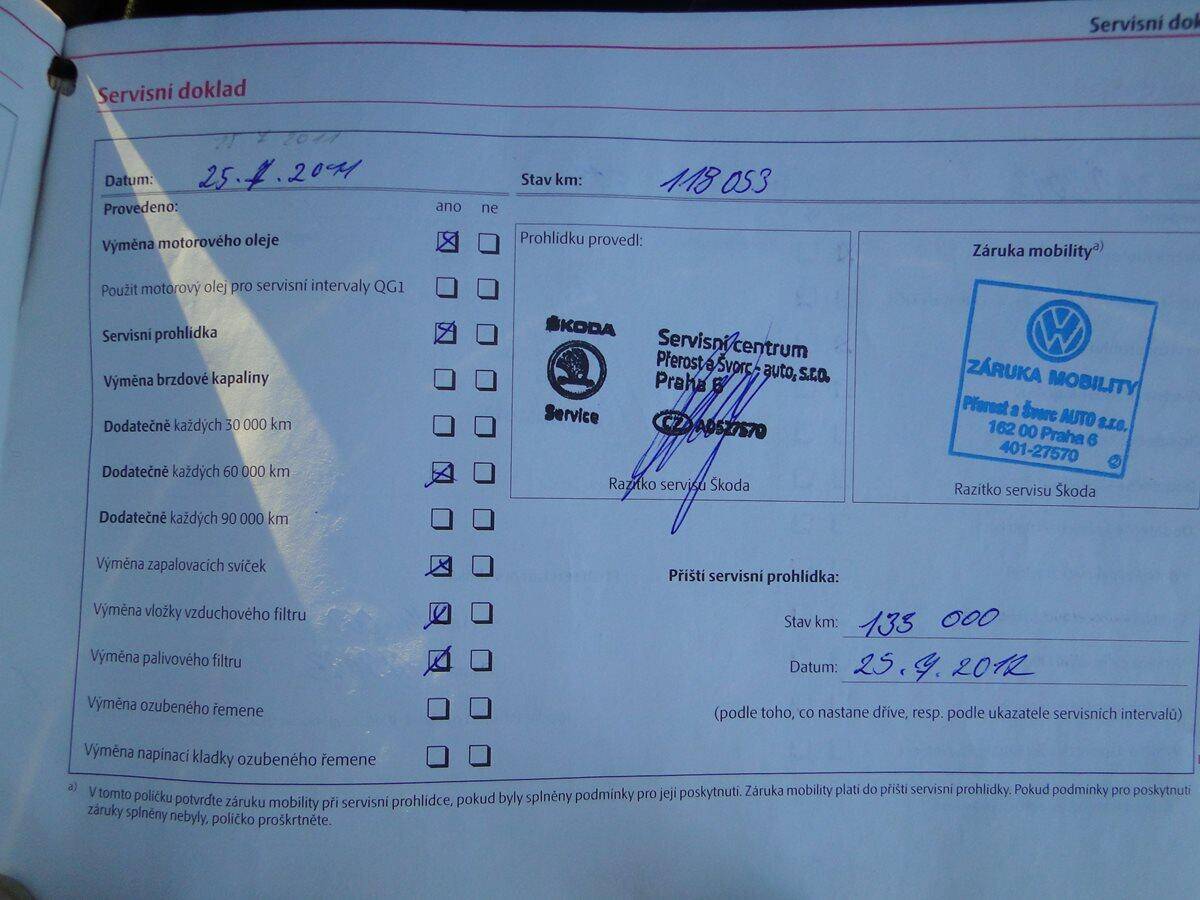 Servisní dok
Servisní doklad
Datum: 25.7.2011
Stav km: 118 053
Provedeno: ano ne
Výměna motorového oleje
Použit motorový olej pro servisní intervaly QG1
Servisní prohlídka
Výměna brzdové kapaliny
Dodatečně každých 30 000 km
Dodatečně každých 60 000 km
Dodatečně každých 90 000 km
Výměna zapalovacích svíček
Výměna vložky vzduchového filtru
Výměna palivového filtru
Výměna ozubeného řemene
Výměna napínací kladky ozubeného řemene
Prohlídku provedl:
ŠKODA
Service
Servisní centrum
Přerost a Švorc - auto, s.r.o.
Praha 6
CZ A0527570
Razítko servisu Škoda
Záruka mobility a)
VW
ZÁRUKA MOBILITY
Přerost a Švorc AUTO s.r.o.
162 00 Praha 6
401-27570
Razítko servisu Škoda
Příští servisní prohlídka:
Stav km: 133 000
Datum: 25.7.2012
(podle toho, co nastane dříve, resp. podle ukazatele servisních intervalů)
a) V tomto políčku potvrďte záruku mobility při servisní prohlídce, pokud byly splněny podmínky pro její poskytnutí. Záruka mobility platí do příští servisní prohlídky. Pokud podmínky pro poskytnutí
záruky splněny nebyly, políčko proškrtněte.